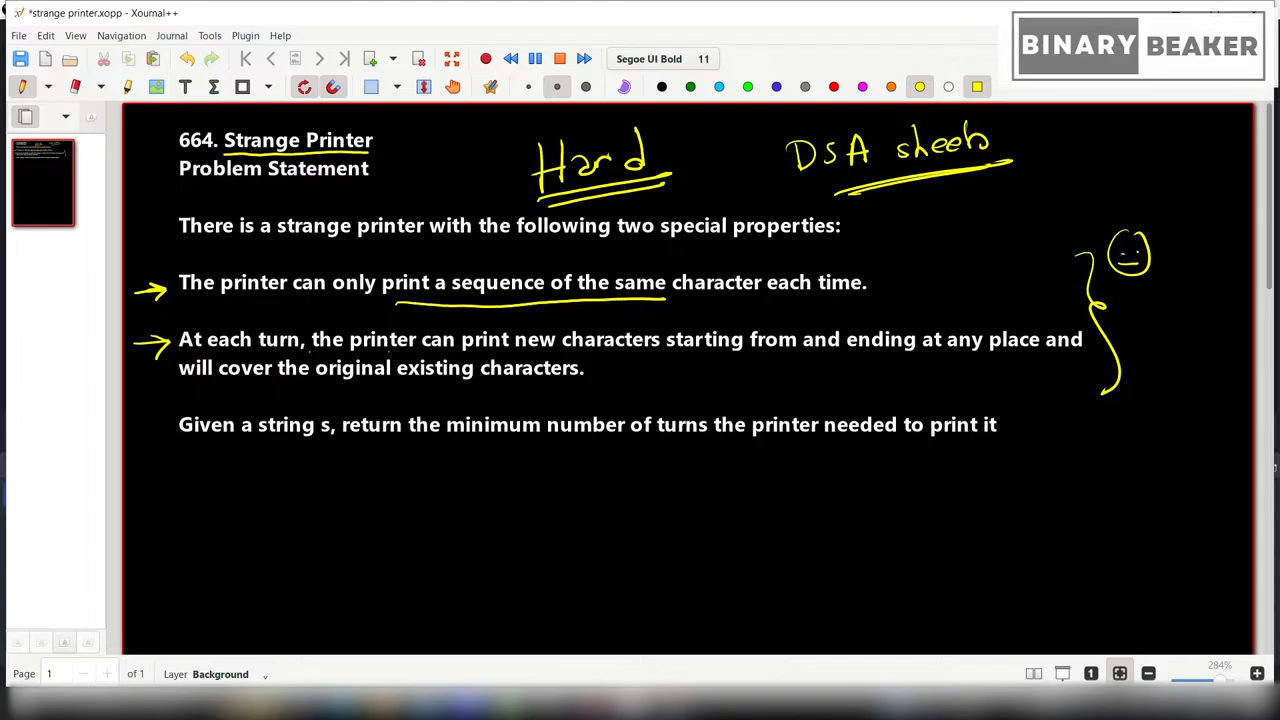 *strange printer.xopp - Xournal++
BINARY BEAKER
File Edit View Navigation Journal Tools Plugin Help
Segoe UI Bold 11
664. Strange Printer
Hard
DSA sheets
Problem Statement
There is a strange printer with the following two special properties:
The printer can only print a sequence of the same character each time.
At each turn, the printer can print new characters starting from and ending at any place and
will cover the original existing characters.
Given a string s, return the minimum number of turns the printer needed to print it
Page 1 of 1 Layer Background 284%